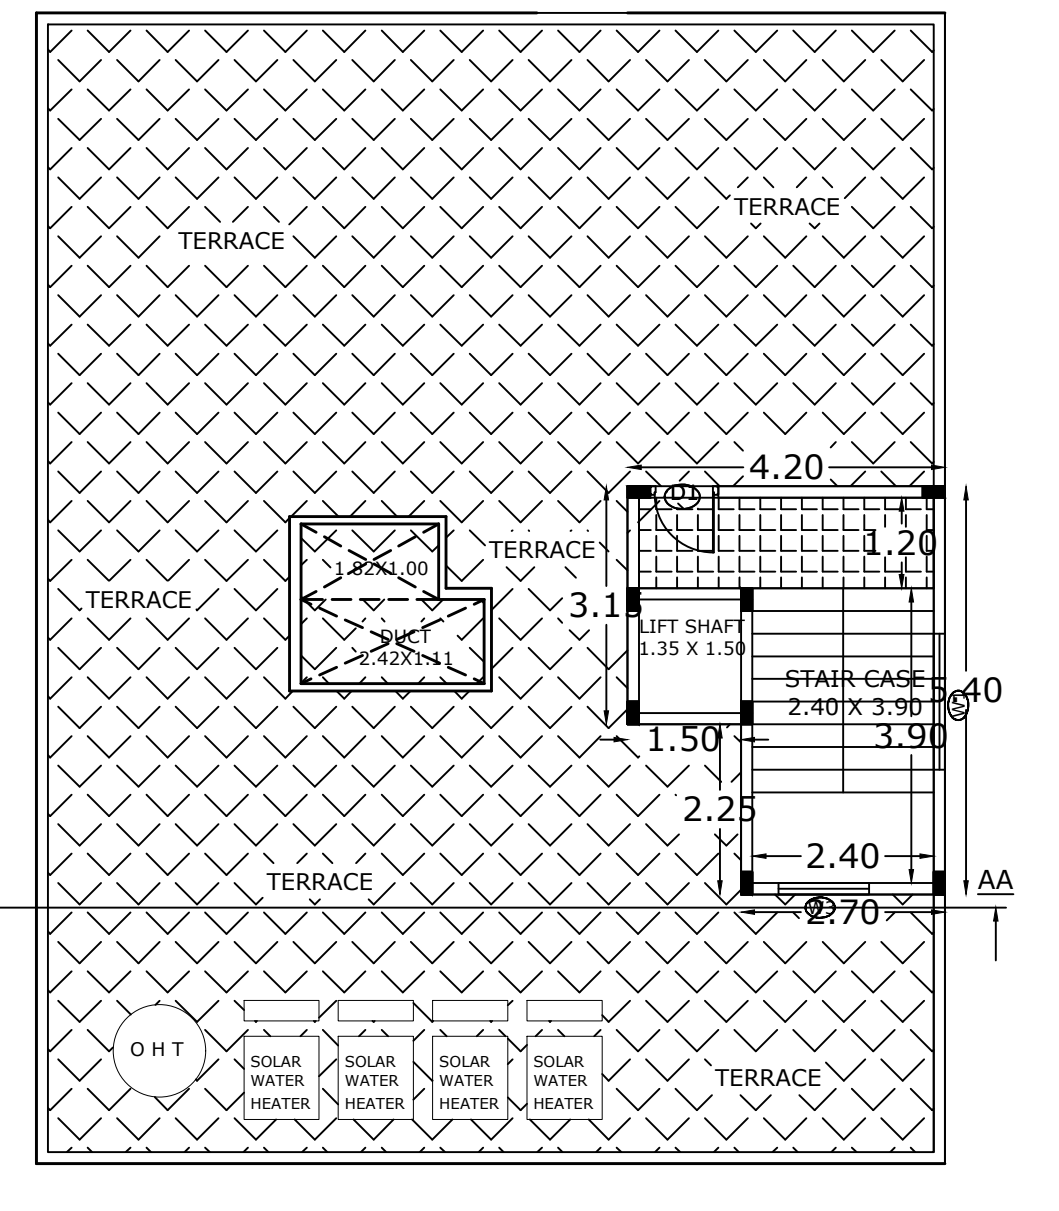 TERRACE
TERRACE
4.20
D1
1.20
TERRACE
1.82X1.00
TERRACE
3.15
LIFT SHAFT
1.35 X 1.50
DUCT
2.42X1.11
STAIR CASE
2.40 X 3.90
5.40
3.90
1.50
2.25
2.40
TERRACE
AA
2.70
O H T
SOLAR
WATER
HEATER
SOLAR
WATER
HEATER
SOLAR
WATER
HEATER
SOLAR
WATER
HEATER
TERRACE